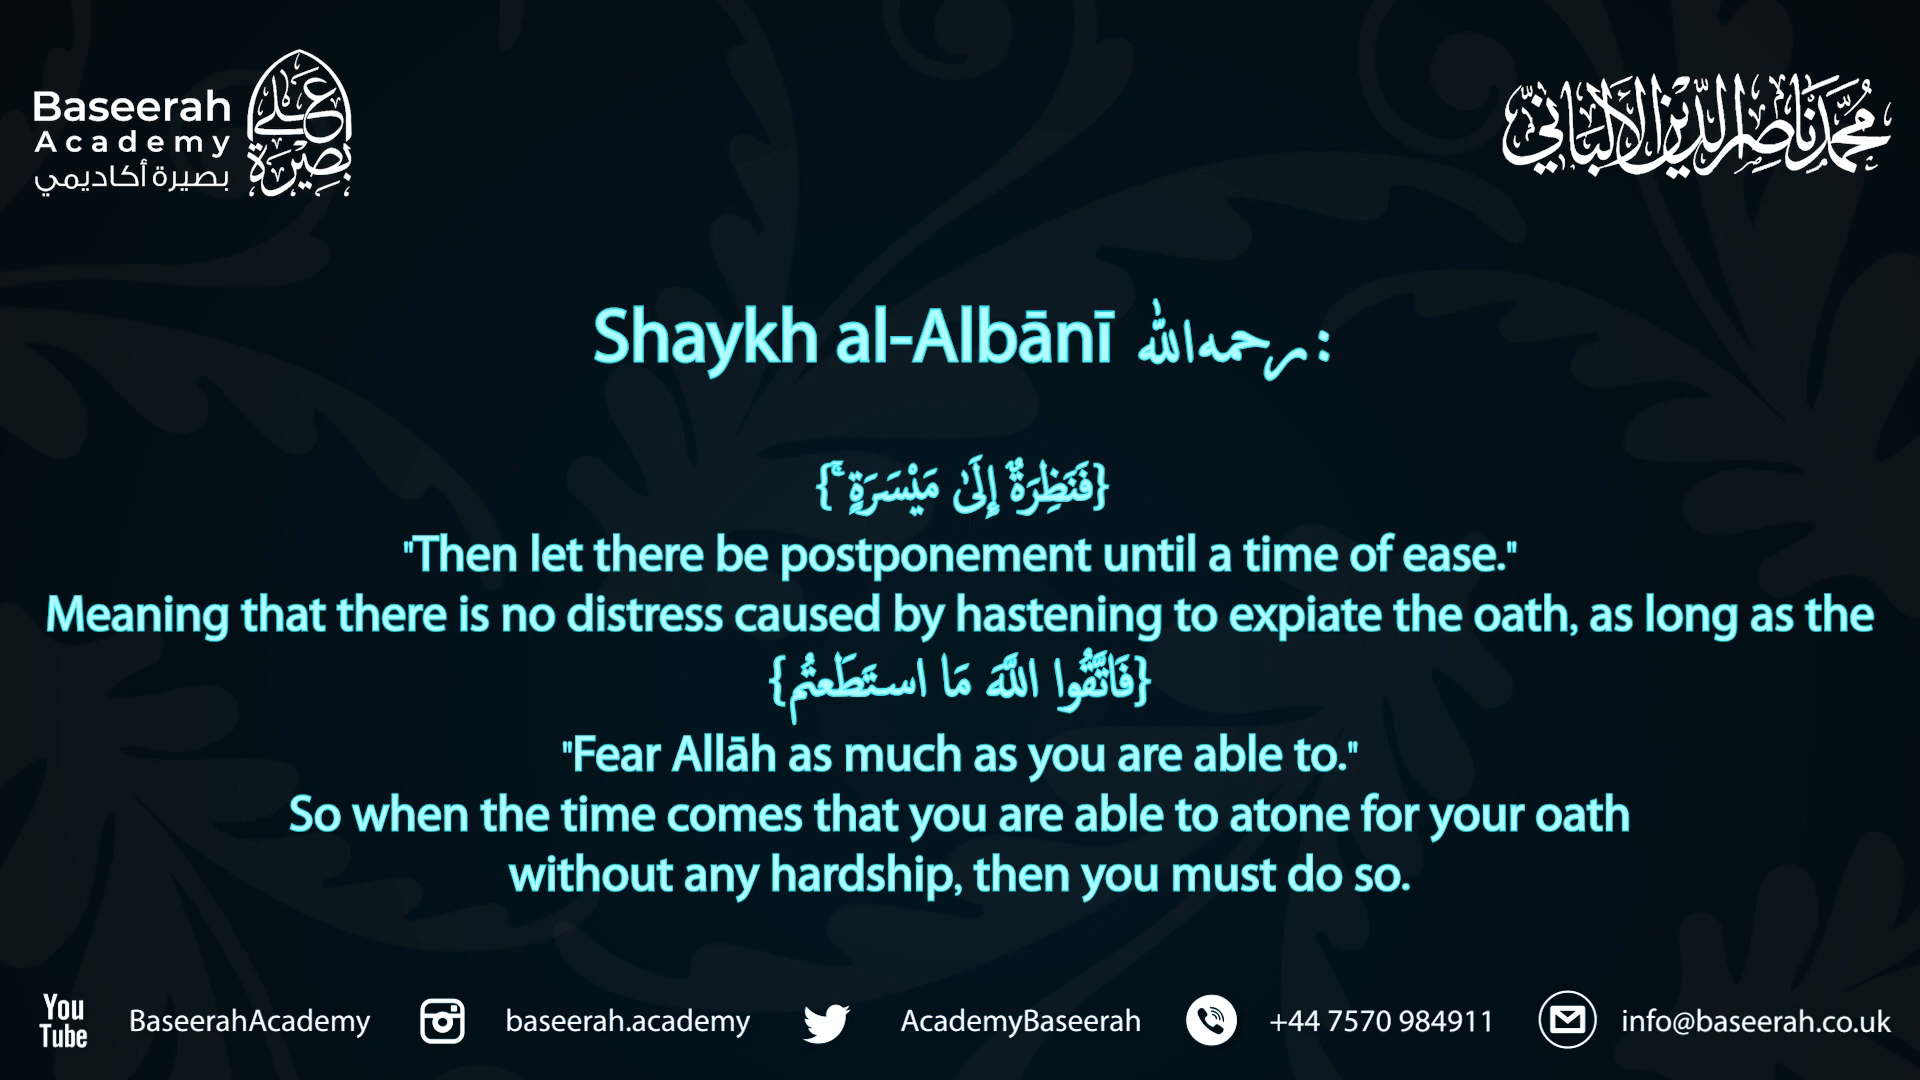 Baseerah
Academy
بصيرة أكاديمي
على
بصيرة
محمد ناصر الدين الألباني
Shaykh al-Albānī رحمه الله:
{فَنَظِرَةٌ إِلَىٰ مَيْسَرَةٍ ۚ}
"Then let there be postponement until a time of ease."
Meaning that there is no distress caused by hastening to expiate the oath, as long as the
{فَاتَّقُوا اللَّهَ مَا استَطَعتُم}
"Fear Allāh as much as you are able to."
So when the time comes that you are able to atone for your oath
without any hardship, then you must do so.
You Tube BaseerahAcademy baseerah.academy AcademyBaseerah +44 7570 984911 info@baseerah.co.uk